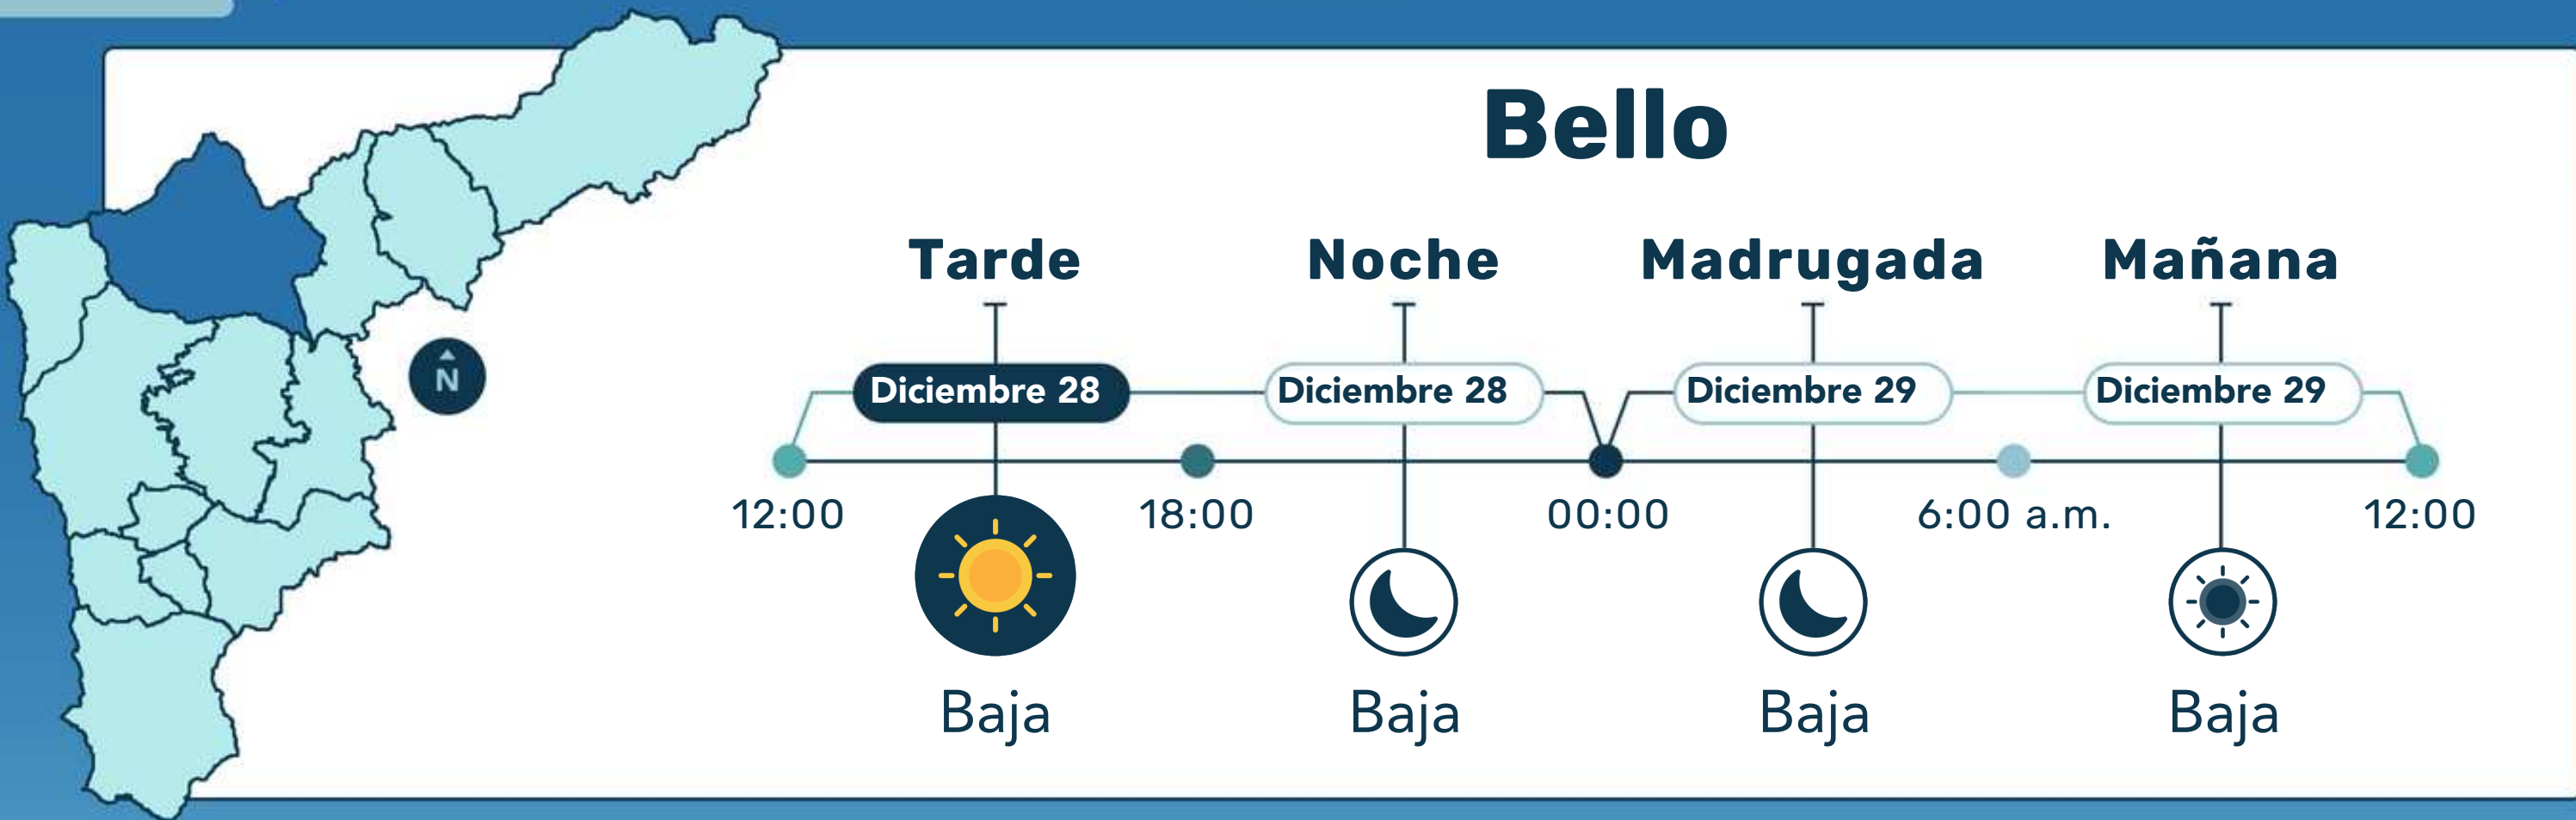 Bello
Tarde Noche Madrugada Mañana
Diciembre 28 Diciembre 28 Diciembre 29 Diciembre 29
N
12:00 18:00 00:00 6:00 a.m. 12:00
Baja Baja Baja Baja